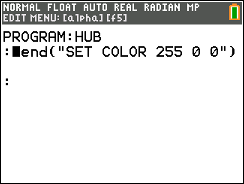 NORMAL FLOAT AUTO REAL RADIAN MP
EDIT MENU:[alpha][f5]
PROGRAM:HUB
:end("SET COLOR 255 0 0")
: